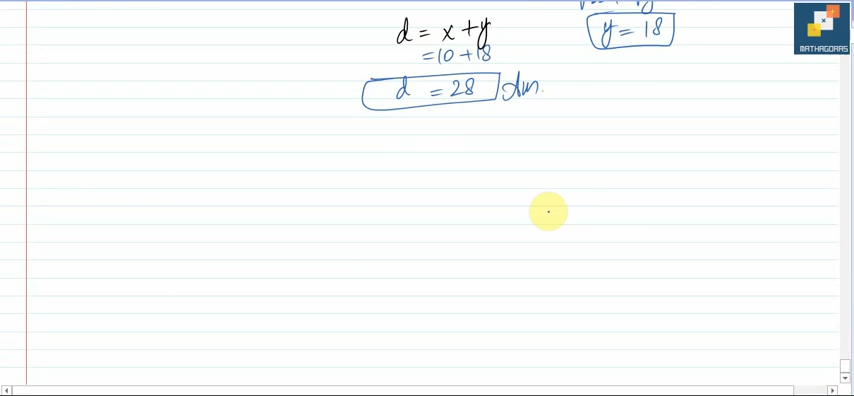 d = x + y
y = 18
= 10 + 18
d = 28 Ans.
MATHAGORAS